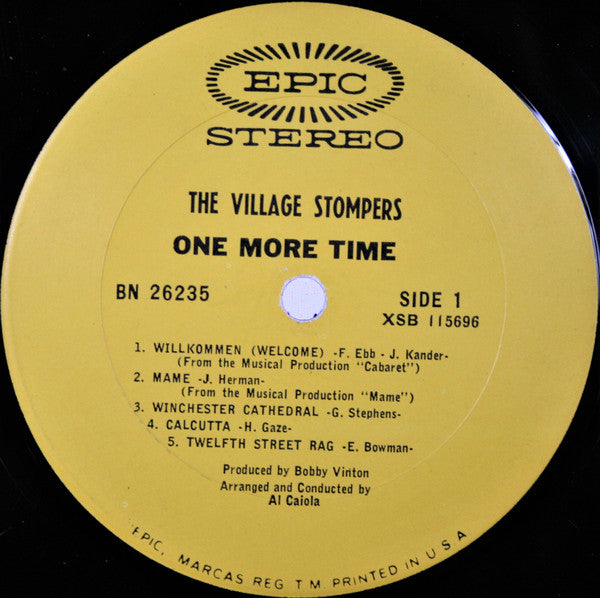 EPIC
STEREO
THE VILLAGE STOMPERS
ONE MORE TIME
BN 26235
SIDE 1
XSB 115696
1. WILLKOMMEN (WELCOME) -F. Ebb - J. Kander-
(From the Musical Production "Cabaret")
2. MAME -J. Herman-
(From the Musical Production "Mame")
3. WINCHESTER CATHEDRAL -G. Stephens-
4. CALCUTTA -H. Gaze-
5. TWELFTH STREET RAG -E. Bowman-
Produced by Bobby Vinton
Arranged and Conducted by
Al Caiola
EPIC, MARCAS REG T M. PRINTED IN U S A